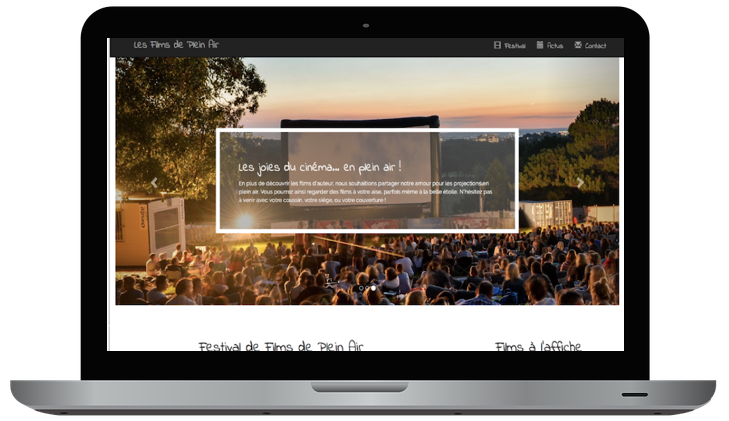 Les Films de Plein Air
Festival
Actus
Contact
Les joies du cinéma... en plein air !
En plus de découvrir les films d'auteur, nous souhaitions partager notre amour pour les projections en
plein air. Vous pourrez ainsi regarder des films à votre aise, parfois même à la belle étoile. N'hésitez pas
à venir avec votre coussin, votre siège, ou votre couverture !
Festival de Films de Plein Air
Films à l'affiche